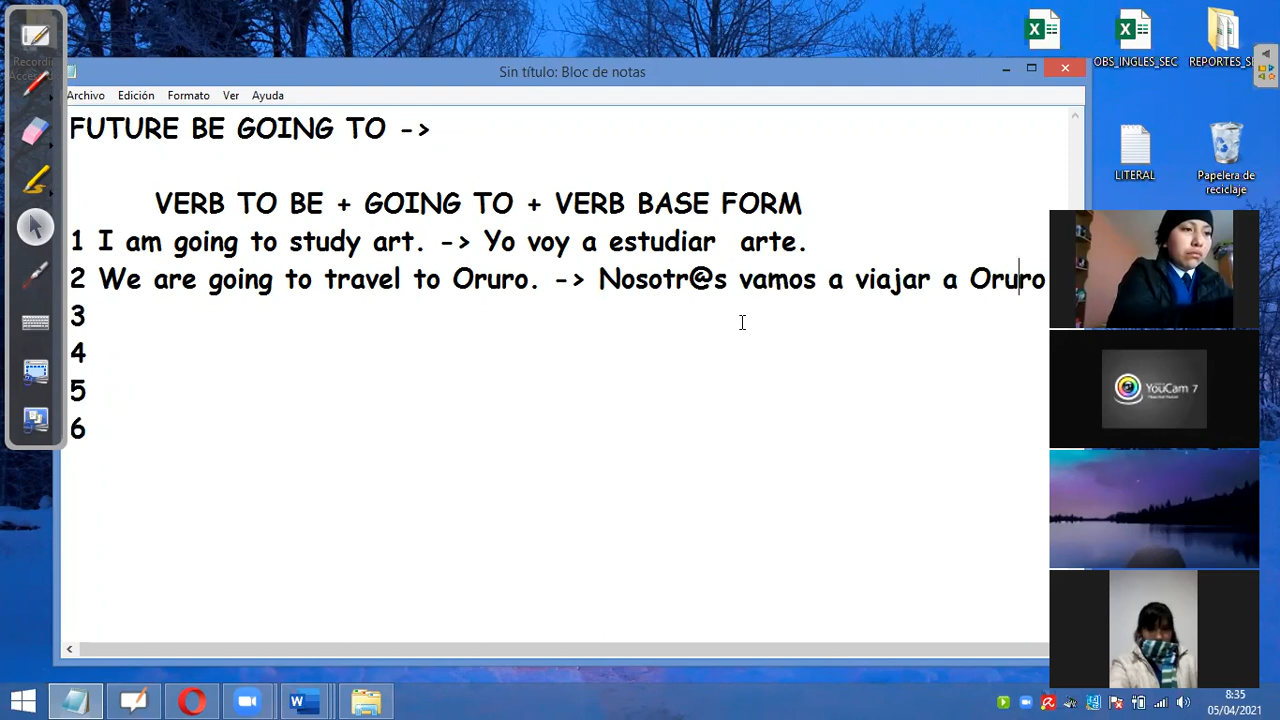 OBS_INGLES_SEC
Sin título: Bloc de notas
Archivo Edición Formato Ver Ayuda
LITERAL
Papelera de reciclaje
FUTURE BE GOING TO ->
VERB TO BE + GOING TO + VERB BASE FORM
1 I am going to study art. -> Yo voy a estudiar arte.
2 We are going to travel to Oruro. -> Nosotr@s vamos a viajar a Oruro
3
4
5
6
YouCam 7
8:35
05/04/2021